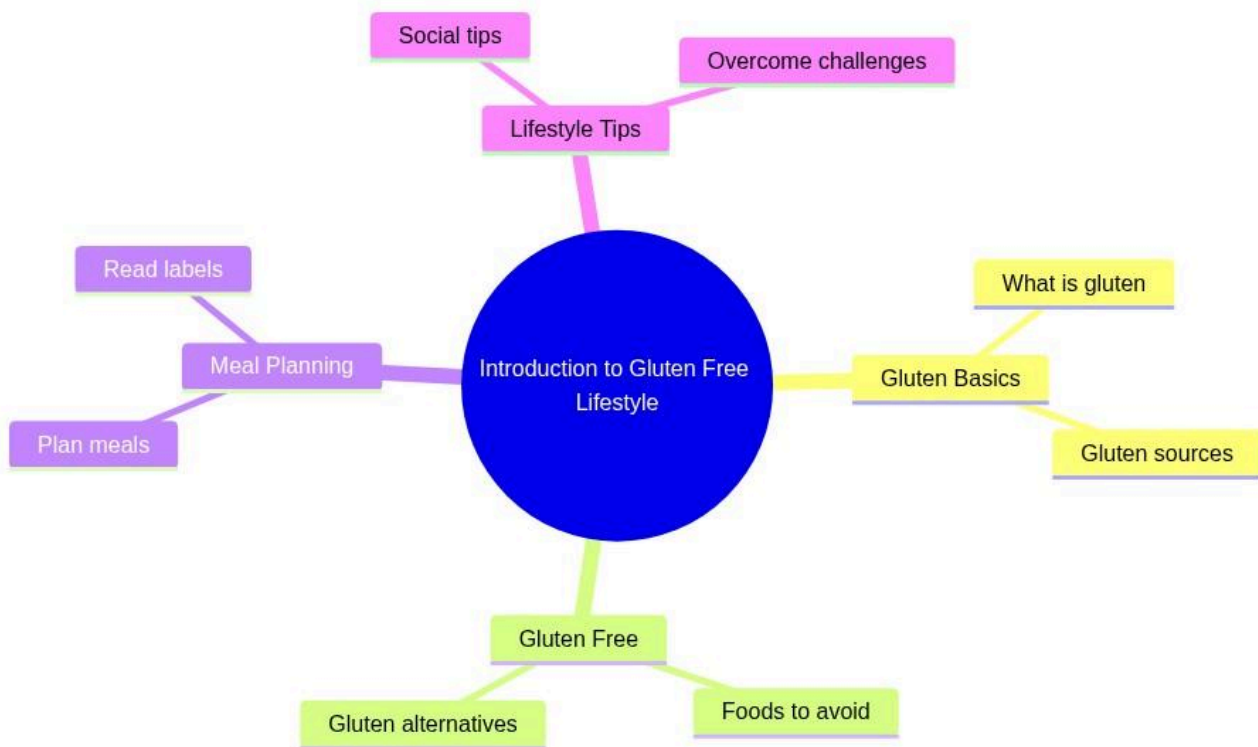 Social tips
Overcome challenges
Lifestyle Tips
Read labels
What is gluten
Meal Planning
Introduction to Gluten Free
Lifestyle
Gluten Basics
Plan meals
Gluten sources
Gluten Free
Gluten alternatives
Foods to avoid